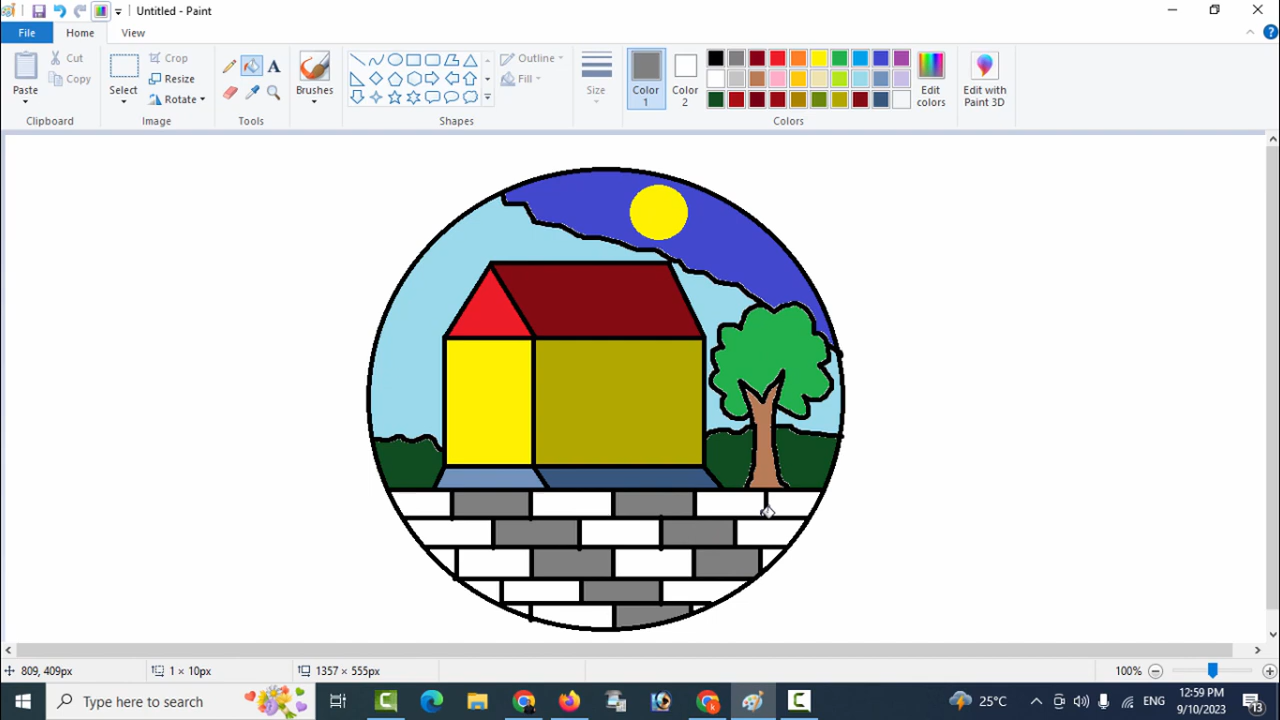 Untitled - Paint
File Home View
Paste
Cut
Copy
Clipboard
Select
Crop
Resize
Rotate
Image
A
Tools
Brushes
Outline
Fill
Shapes
Size
Color 1
Color 2
Colors
Edit colors
Edit with Paint 3D
809, 409px
1 × 10px
1357 × 555px
100%
Type here to search
25°C
ENG
12:59 PM
9/10/2023
13